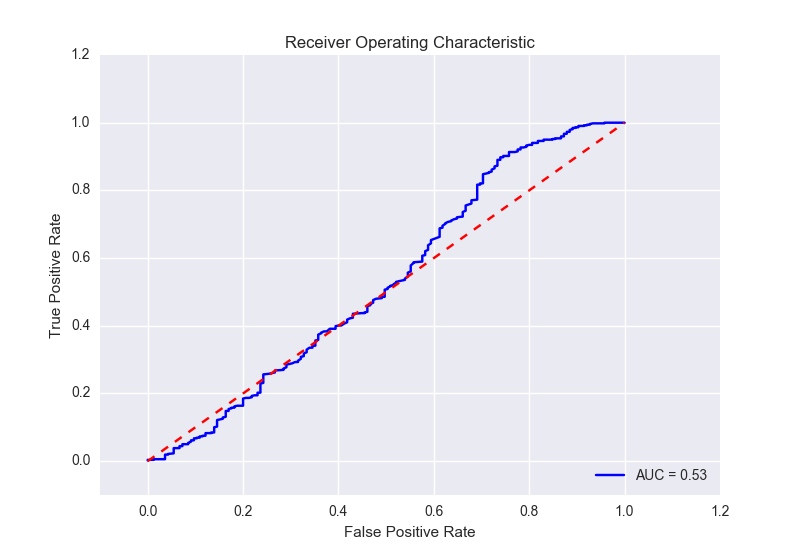 Receiver Operating Characteristic
1.2
1.0
0.8
0.6
0.4
0.2
0.0
True Positive Rate
AUC = 0.53
0.0 0.2 0.4 0.6 0.8 1.0 1.2
False Positive Rate